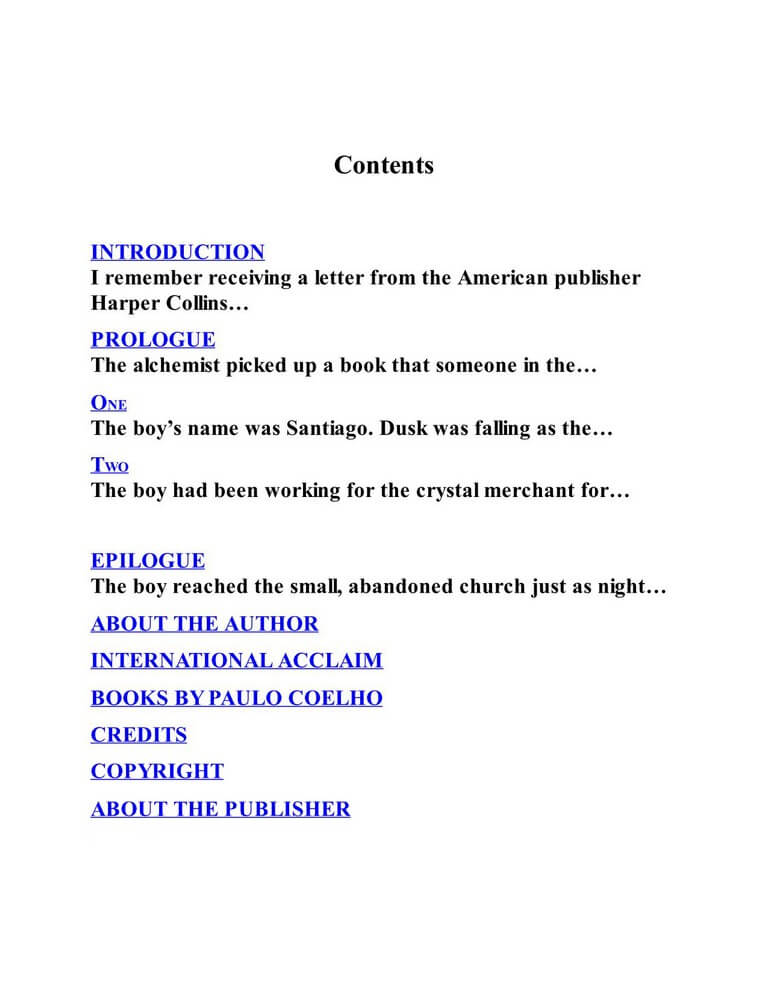 Contents
INTRODUCTION
I remember receiving a letter from the American publisher
Harper Collins…
PROLOGUE
The alchemist picked up a book that someone in the…
ONE
The boy’s name was Santiago. Dusk was falling as the…
TWO
The boy had been working for the crystal merchant for…
EPILOGUE
The boy reached the small, abandoned church just as night…
ABOUT THE AUTHOR
INTERNATIONAL ACCLAIM
BOOKS BY PAULO COELHO
CREDITS
COPYRIGHT
ABOUT THE PUBLISHER